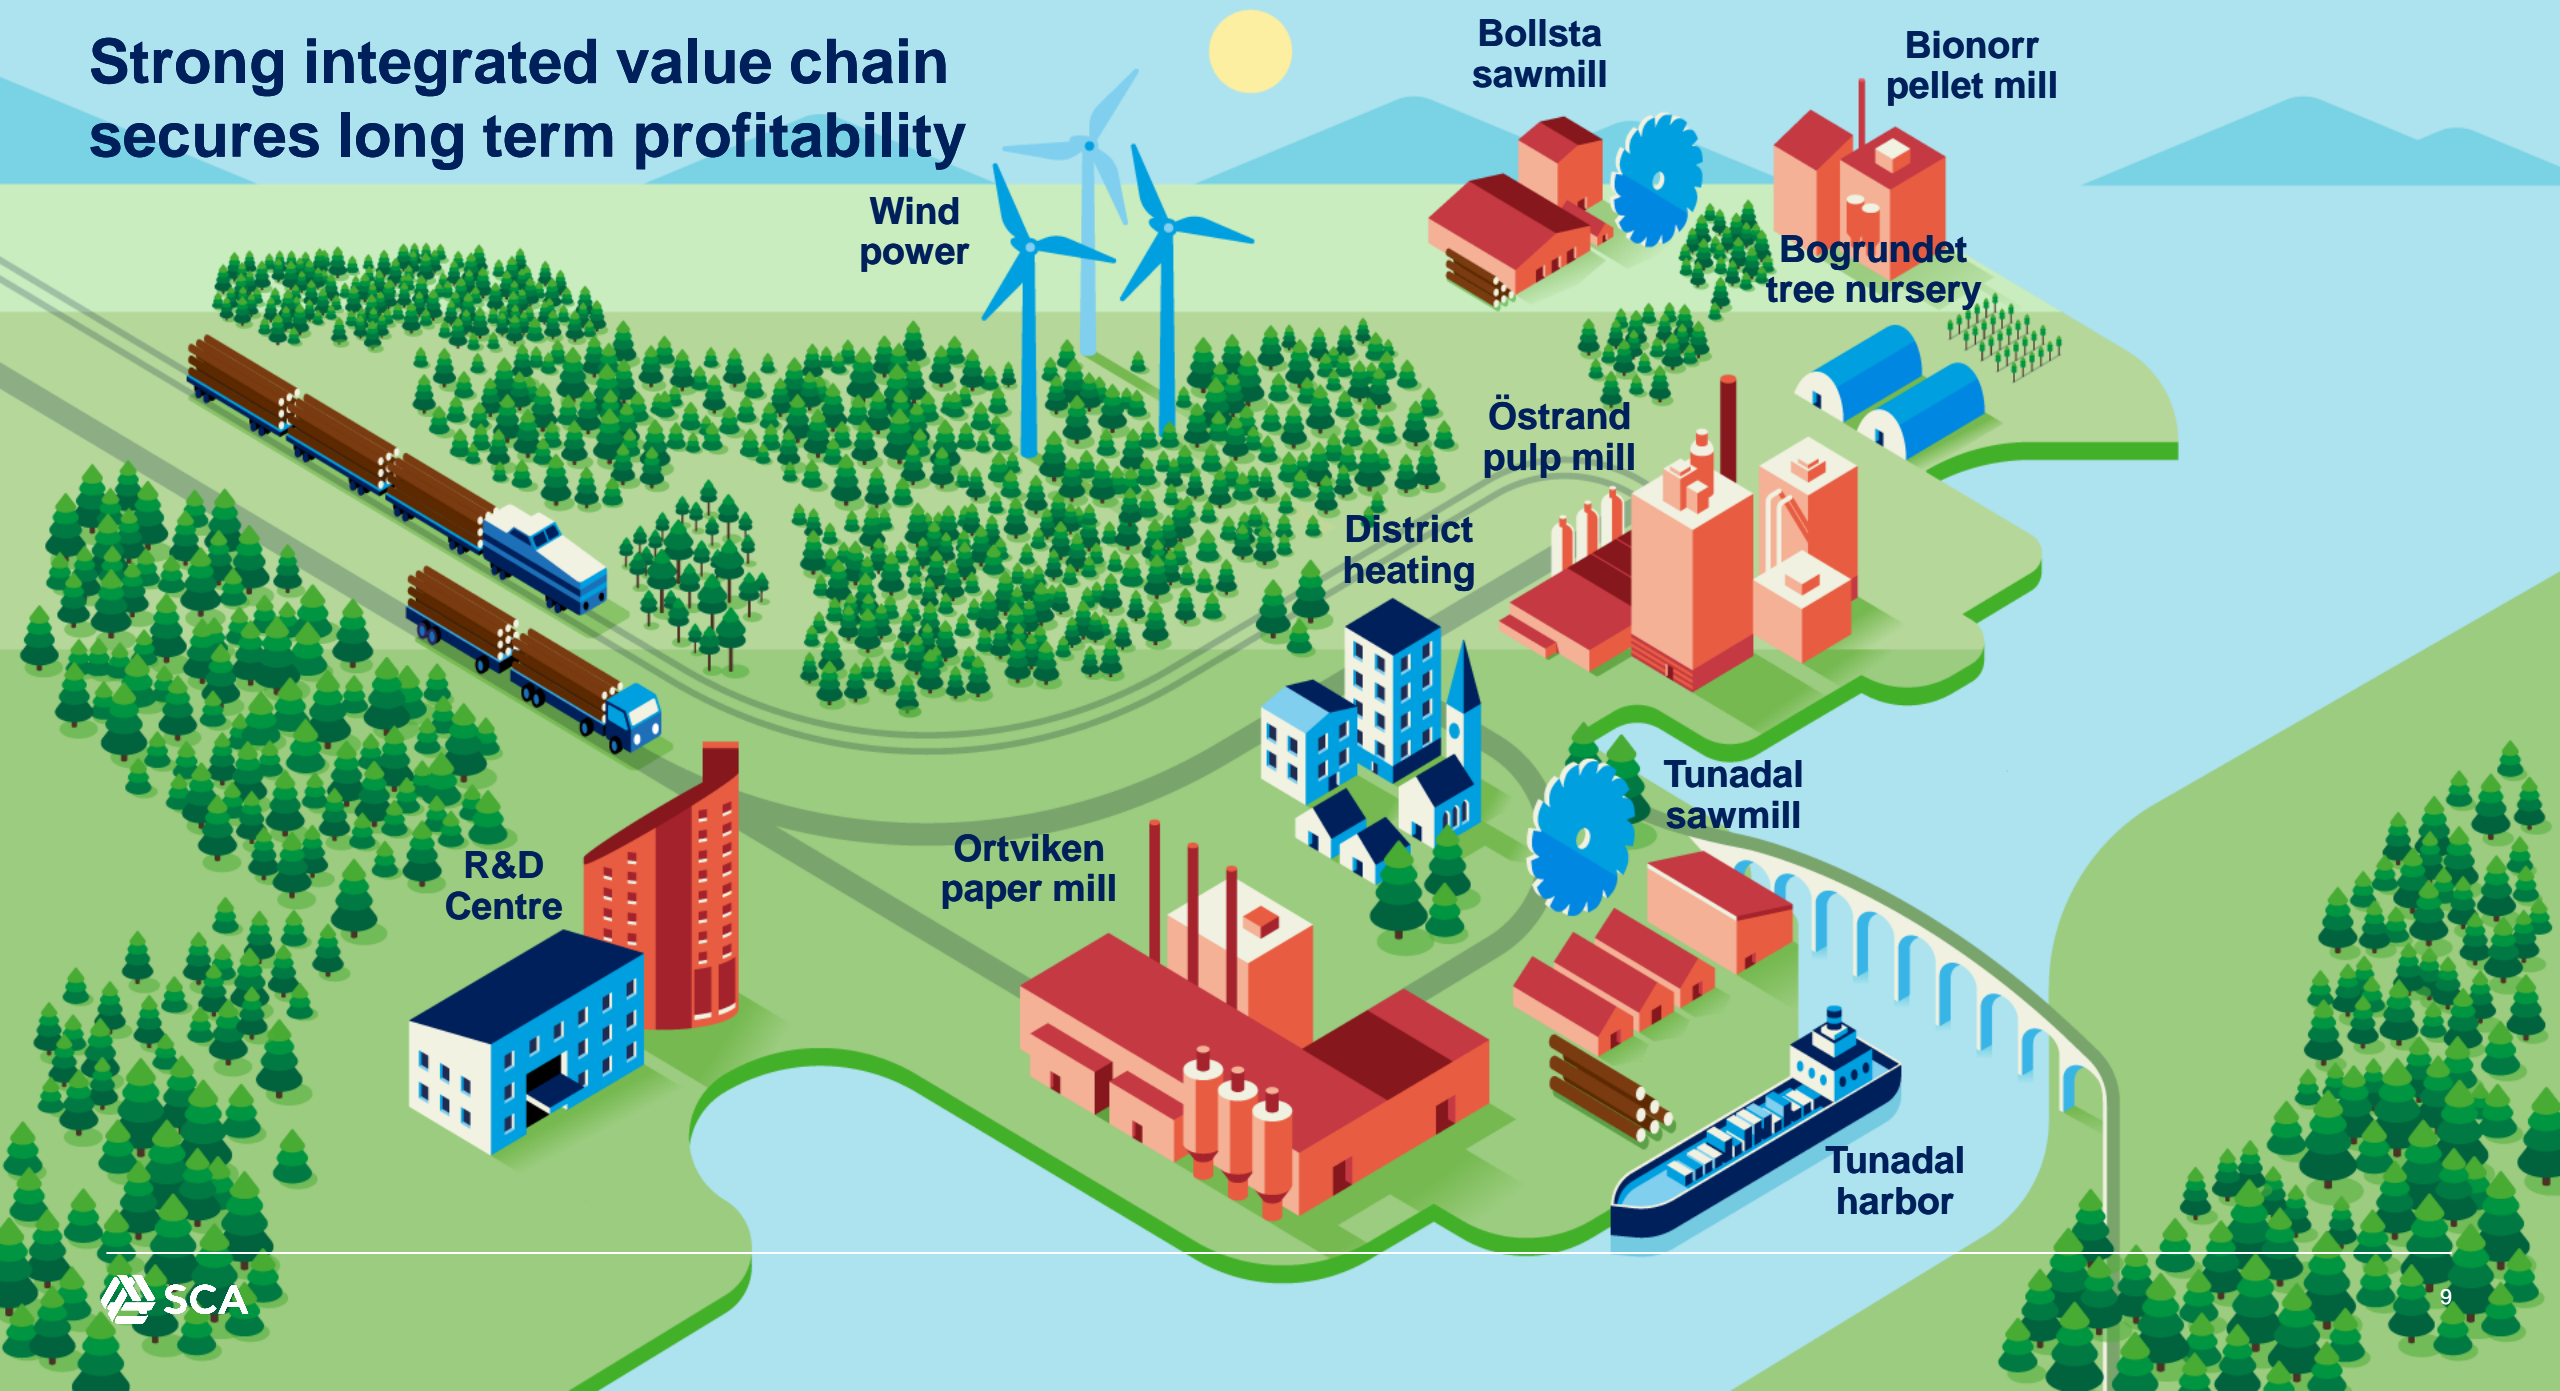 Strong integrated value chain
secures long term profitability
Bollsta
sawmill
Bionorr
pellet mill
Wind
power
Bogrundet
tree nursery
Östrand
pulp mill
District
heating
Tunadal
sawmill
Ortviken
paper mill
R&D
Centre
Tunadal
harbor
SCA
9